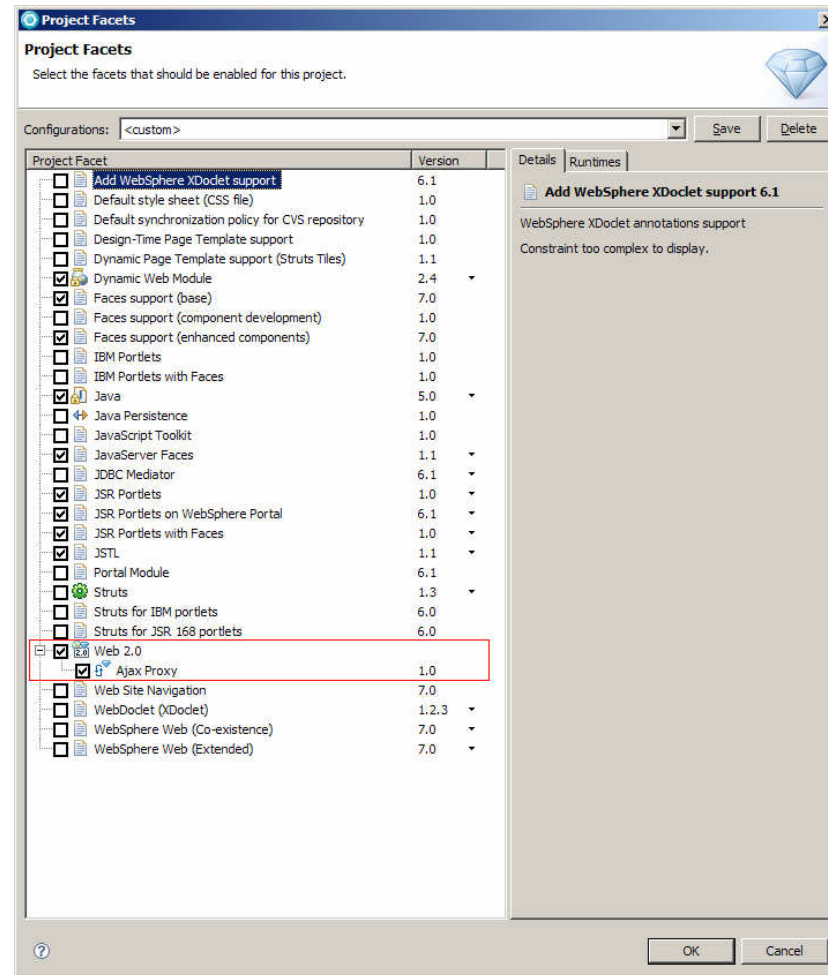 Project Facets
Project Facets
Select the facets that should be enabled for this project.
Configurations: <custom> Save Delete
Project Facet Version
Details Runtimes
Add WebSphere XDoclet support 6.1
Default style sheet (CSS file) 1.0
Default synchronization policy for CVS repository 1.0
Design-Time Page Template support 1.0
Dynamic Page Template support (Struts Tiles) 1.1
Dynamic Web Module 2.4
Faces support (base) 7.0
Faces support (component development) 1.0
Faces support (enhanced components) 7.0
IBM Portlets 1.0
IBM Portlets with Faces 1.0
Java 5.0
Java Persistence 1.0
JavaScript Toolkit 1.0
JavaServer Faces 1.1
JDBC Mediator 6.1
JSR Portlets 1.0
JSR Portlets on WebSphere Portal 6.1
JSR Portlets with Faces 1.0
JSTL 1.1
Portal Module 6.1
Struts 1.3
Struts for IBM portlets 6.0
Struts for JSR 168 portlets 6.0
Web 2.0
Ajax Proxy 1.0
Web Site Navigation 7.0
WebDoclet (XDoclet) 1.2.3
WebSphere Web (Co-existence) 7.0
WebSphere Web (Extended) 7.0
Add WebSphere XDoclet support 6.1
WebSphere XDoclet annotations support
Constraint too complex to display.
OK Cancel